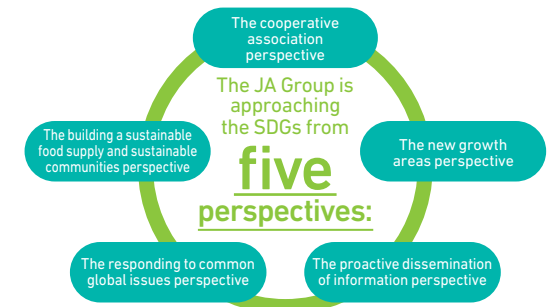 The cooperative
association
perspective
The JA Group is
approaching
the SDGs from
five
perspectives:
The building a sustainable
food supply and sustainable
communities perspective
The new growth
areas perspective
The responding to common
global issues perspective
The proactive dissemination
of information perspective